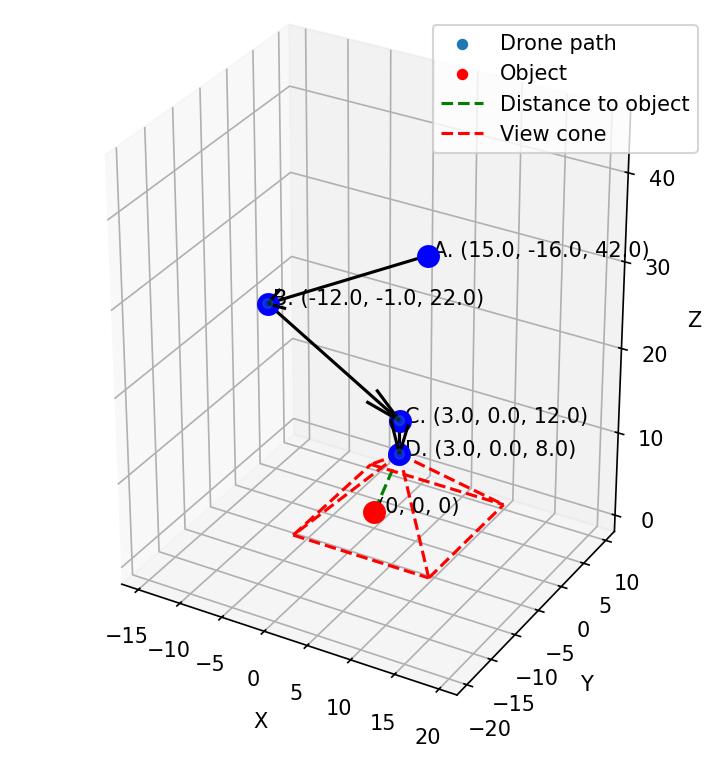 Drone path
Object
Distance to object
View cone
A. (15.0, -16.0, 42.0)
B. (-12.0, -1.0, 22.0)
C. (3.0, 0.0, 12.0)
D. (3.0, 0.0, 8.0)
(0, 0, 0)
40
30
20
10
0
Z
−15
−10
−5
0
5
10
15
20
X
10
5
0
−5
−10
−15
−20
Y